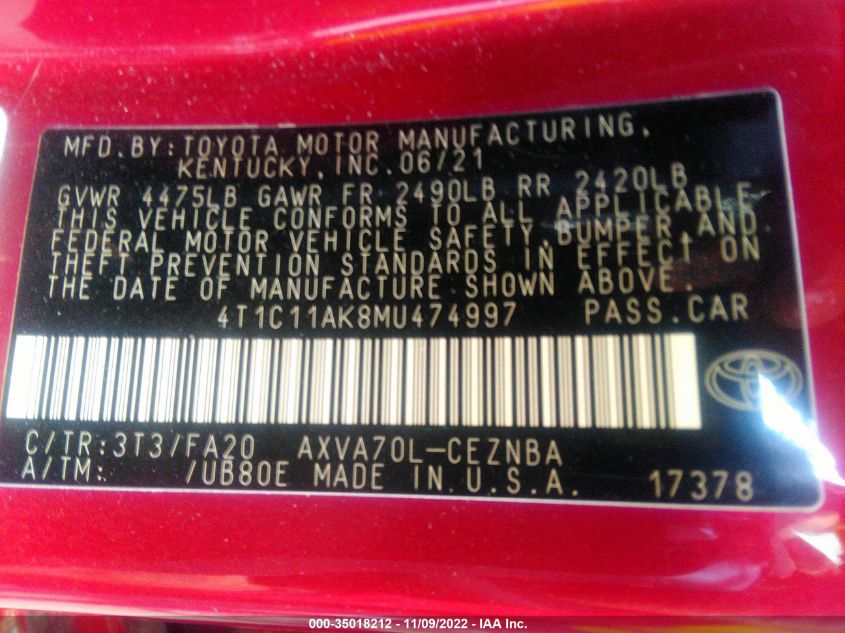 MFD.BY:TOYOTA MOTOR MANUFACTURING,
KENTUCKY,INC.06/21
GVWR 4475LB GAWR FR 2490LB RR 2420LB
THIS VEHICLE CONFORMS TO ALL APPLICABLE
FEDERAL MOTOR VEHICLE SAFETY,BUMPER,AND
THEFT PREVENTION STANDARDS IN EFFECT ON
THE DATE OF MANUFACTURE SHOWN ABOVE.
4T1C11AK8MU474997 PASS.CAR
C/TR:3T3/FA20 AXVA70L-CEZNBA
A/TM: /UB80E MADE IN U.S.A. 17378
000-35018212 - 11/09/2022 - IAA Inc.